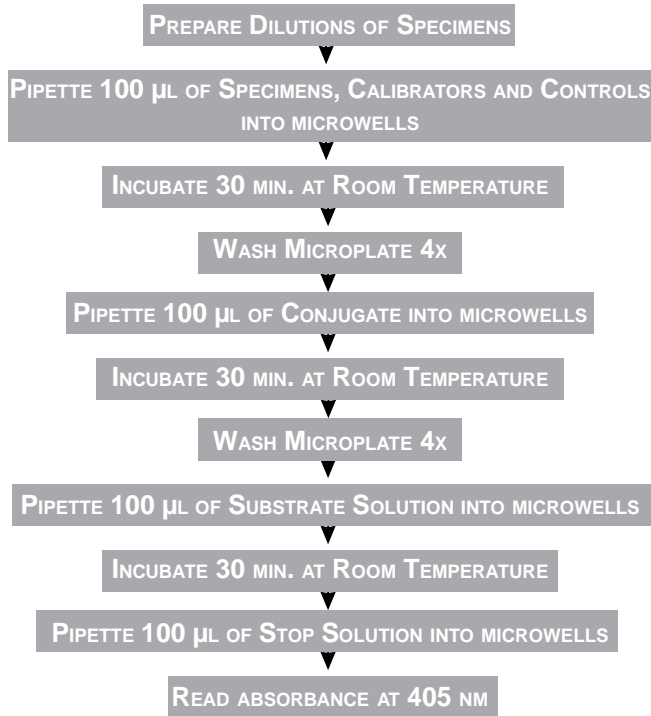 Prepare Dilutions of Specimens
Pipette 100 µl of Specimens, Calibrators and Controls
into microwells
Incubate 30 min. at Room Temperature
Wash Microplate 4x
Pipette 100 µl of Conjugate into microwells
Incubate 30 min. at Room Temperature
Wash Microplate 4x
Pipette 100 µl of Substrate Solution into microwells
Incubate 30 min. at Room Temperature
Pipette 100 µl of Stop Solution into microwells
Read absorbance at 405 nm